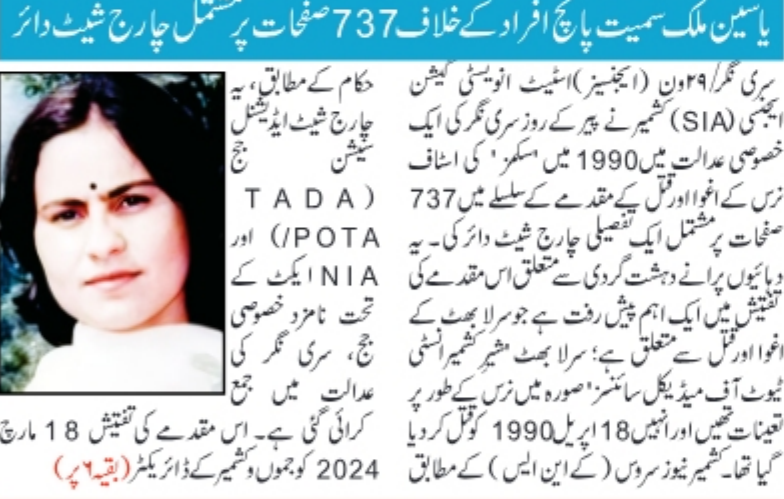 یاسین ملک سمیت پانچ افراد کے خلاف 737 صفحات پر مشتمل چارج شیٹ دائر
سری نگر/۲۹ون (ایجنسیز) اسٹیٹ انویسٹی گیشن
ایجنسی (SIA) کشمیر نے پیر کے روز سری نگر کی ایک
خصوصی عدالت میں 1990 میں 'سکمز' کی اسٹاف
نرس کے اغوا اور قتل کے مقدمے کے سلسلے میں 737
صفحات پر مشتمل ایک تفصیلی چارج شیٹ دائر کی۔ یہ
دہائیوں پرانے دہشت گردی سے متعلق اس مقدمے کی
تفتیش میں ایک اہم پیش رفت ہے جو سرلا بھٹ کے
اغوا اور قتل سے متعلق ہے؛ سرلا بھٹ 'شیر کشمیر انسٹی
ٹیوٹ آف میڈیکل سائنسز' صورہ میں نرس کے طور پر
تعینات تھیں اور انہیں 18 اپریل 1990 کو قتل کر دیا
گیا تھا۔ کشمیر نیوز سروس (کے این ایس) کے مطابق
حکام کے مطابق، یہ
چارج شیٹ ایڈیشنل
سیشن جج
(TADA
/POTA) اور
NIA ایکٹ کے
تحت نامزد خصوصی
جج، سری نگر کی
عدالت میں جمع
کرائی گئی ہے۔ اس مقدمے کی تفتیش 18 مارچ
2024 کو جموں و کشمیر کے ڈائریکٹر (بقیہ ۶ پر)